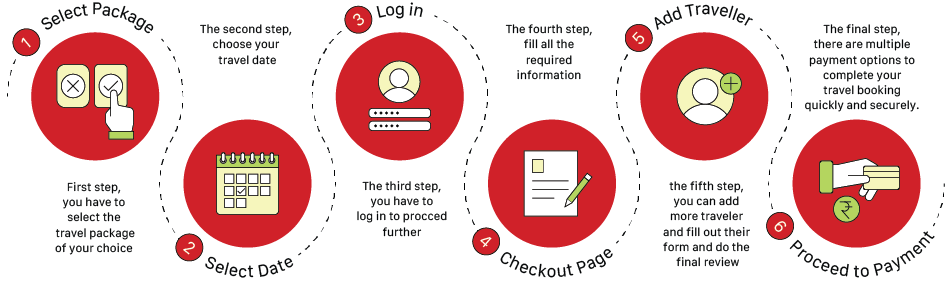 1
Select Package
First step,
you have to
select the
travel package
of your choice
The second step,
choose your
travel date
2
Select Date
3
Log in
The third step,
you have to
log in to procced
further
The fourth step,
fill all the
required
information
4
Checkout Page
5
Add Traveller
the fifth step,
you can add
more traveler
and fill out their
form and do the
final review
The final step,
there are multiple
payment options to
complete your
travel booking
quickly and securely.
₹
6
Proceed to Payment